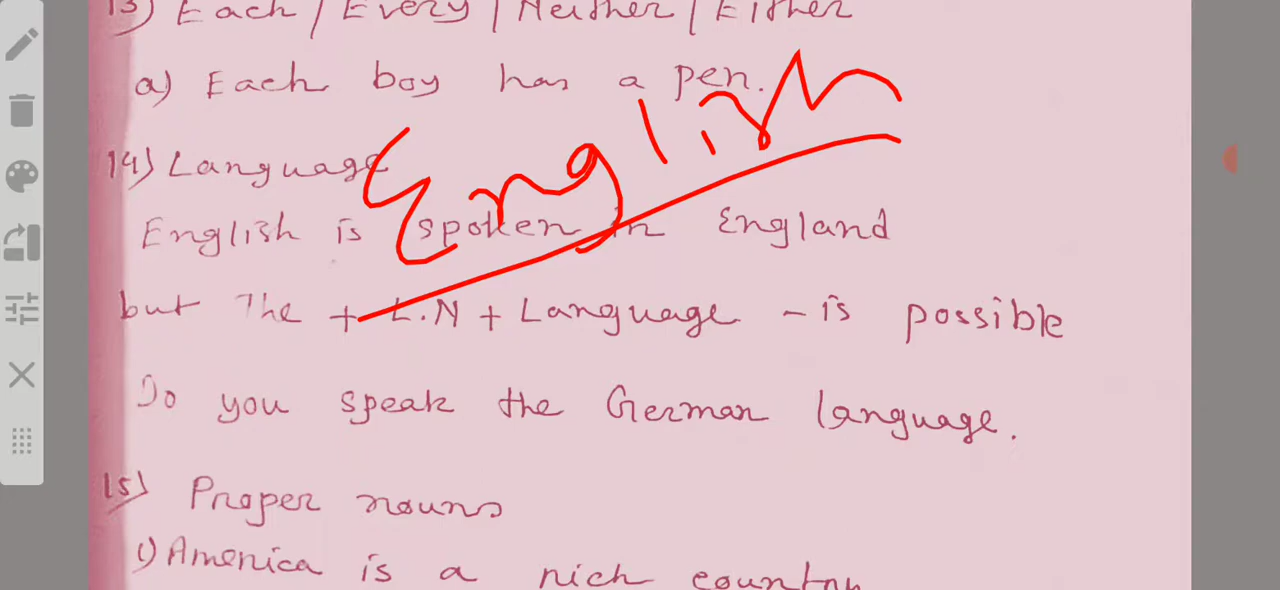 13) Each / Every / Neither / Either
a) Each boy has a pen.
English
14) Language
English is spoken in England
but The + L.N + Language - is possible
Do you speak the German language.
15) Proper nouns
1) America is a rich country